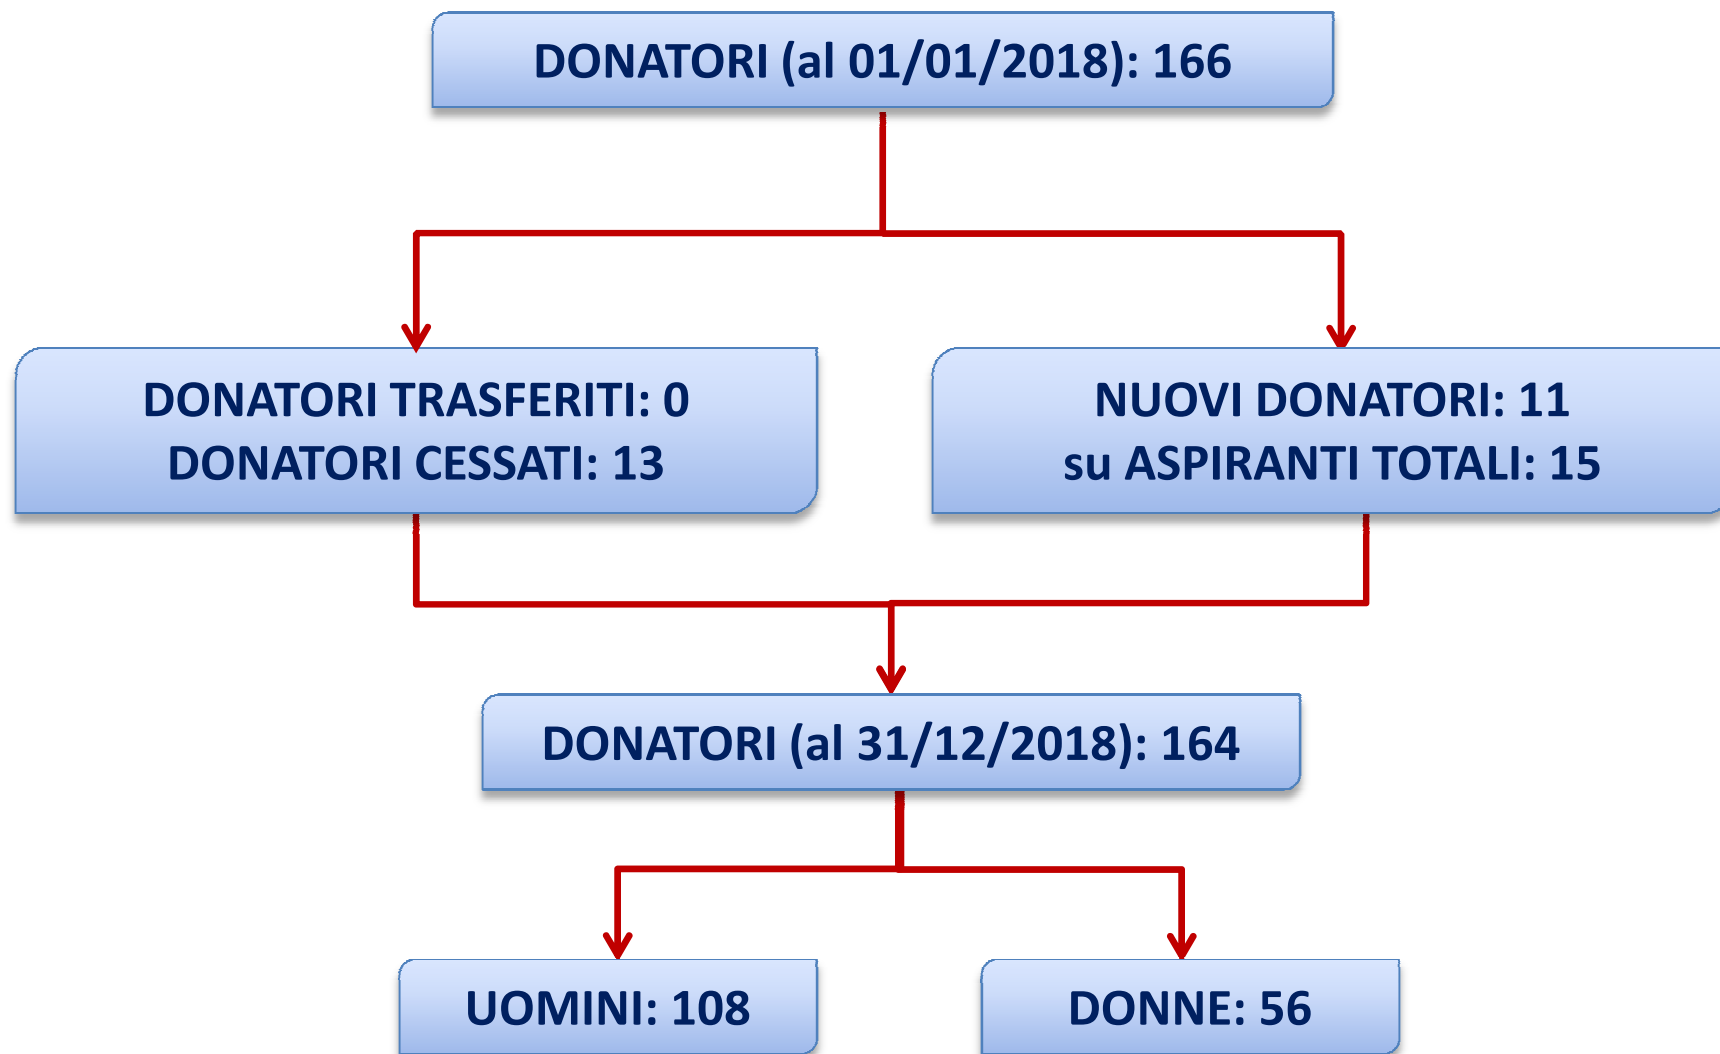 DONATORI (al 01/01/2018): 166
DONATORI TRASFERITI: 0
DONATORI CESSATI: 13
NUOVI DONATORI: 11
su ASPIRANTI TOTALI: 15
DONATORI (al 31/12/2018): 164
UOMINI: 108
DONNE: 56